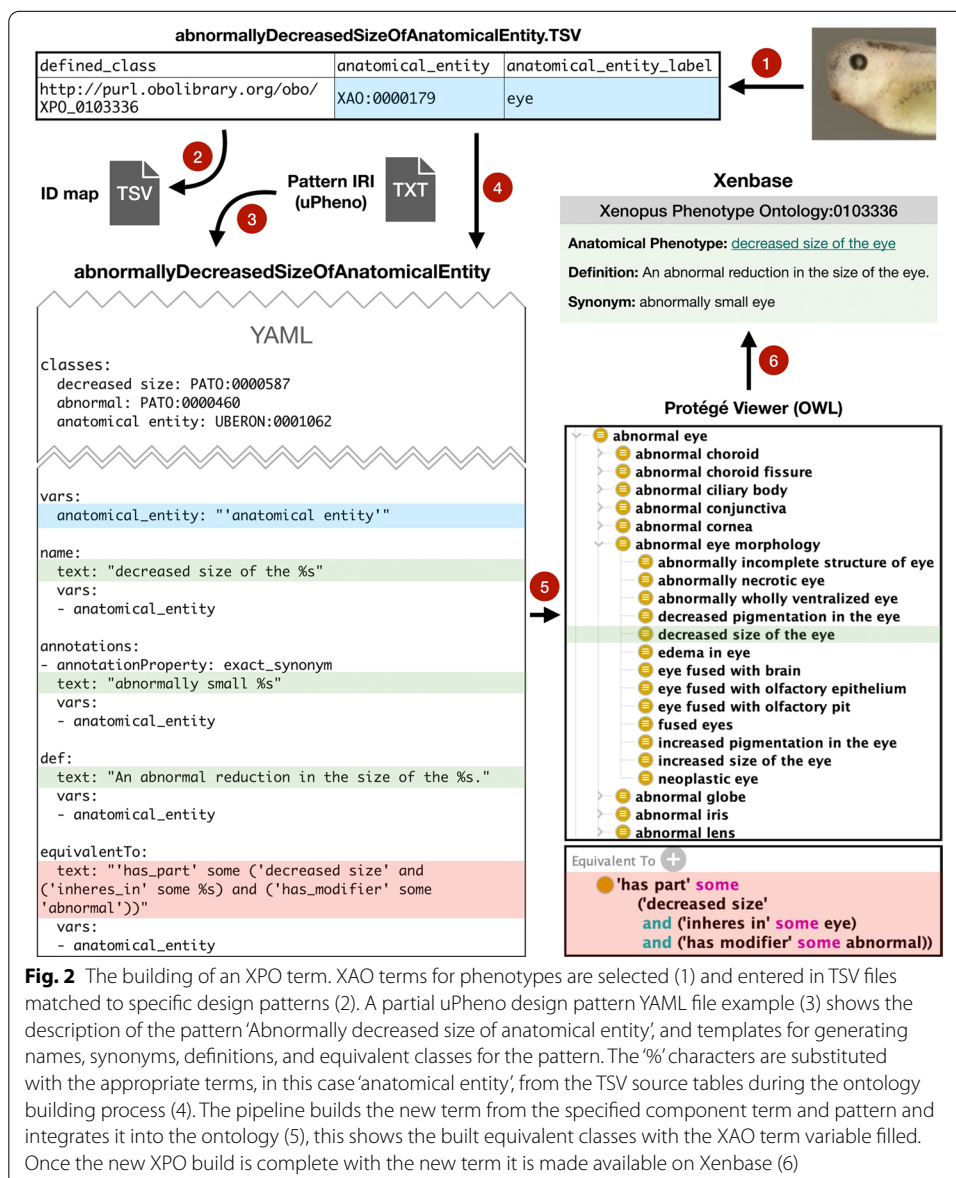 abnormallyDecreasedSizeOfAnatomicalEntity.TSV
defined_class anatomical_entity anatomical_entity_label
http://purl.obolibrary.org/obo/
XPO_0103336 XAO:0000179 eye
1
2
ID map TSV
Pattern IRI
(uPheno) TXT
3
4
abnormallyDecreasedSizeOfAnatomicalEntity
YAML
classes:
decreased size: PATO:0000587
abnormal: PATO:0000460
anatomical entity: UBERON:0001062
vars:
anatomical_entity: "'anatomical entity'"
name:
text: "decreased size of the %s"
vars:
- anatomical_entity
annotations:
- annotationProperty: exact_synonym
text: "abnormally small %s"
vars:
- anatomical_entity
def:
text: "An abnormal reduction in the size of the %s."
vars:
- anatomical_entity
equivalentTo:
text: "'has_part' some ('decreased size' and
('inheres_in' some %s) and ('has_modifier' some
'abnormal'))"
vars:
- anatomical_entity
5
Xenbase
Xenopus Phenotype Ontology:0103336
Anatomical Phenotype: decreased size of the eye
Definition: An abnormal reduction in the size of the eye.
Synonym: abnormally small eye
6
Protégé Viewer (OWL)
abnormal eye
abnormal choroid
abnormal choroid fissure
abnormal ciliary body
abnormal conjunctiva
abnormal cornea
abnormal eye morphology
abnormally incomplete structure of eye
abnormally necrotic eye
abnormally wholly ventralized eye
decreased pigmentation in the eye
decreased size of the eye
edema in eye
eye fused with brain
eye fused with olfactory epithelium
eye fused with olfactory pit
fused eyes
increased pigmentation in the eye
increased size of the eye
neoplastic eye
abnormal globe
abnormal iris
abnormal lens
Equivalent To
'has part' some
('decreased size'
and ('inheres in' some eye)
and ('has modifier' some abnormal))
Fig. 2 The building of an XPO term. XAO terms for phenotypes are selected (1) and entered in TSV files
matched to specific design patterns (2). A partial uPheno design pattern YAML file example (3) shows the
description of the pattern ‘Abnormally decreased size of anatomical entity’, and templates for generating
names, synonyms, definitions, and equivalent classes for the pattern. The ‘%’ characters are substituted
with the appropriate terms, in this case ‘anatomical entity’, from the TSV source tables during the ontology
building process (4). The pipeline builds the new term from the specified component term and pattern and
integrates it into the ontology (5), this shows the built equivalent classes with the XAO term variable filled.
Once the new XPO build is complete with the new term it is made available on Xenbase (6)